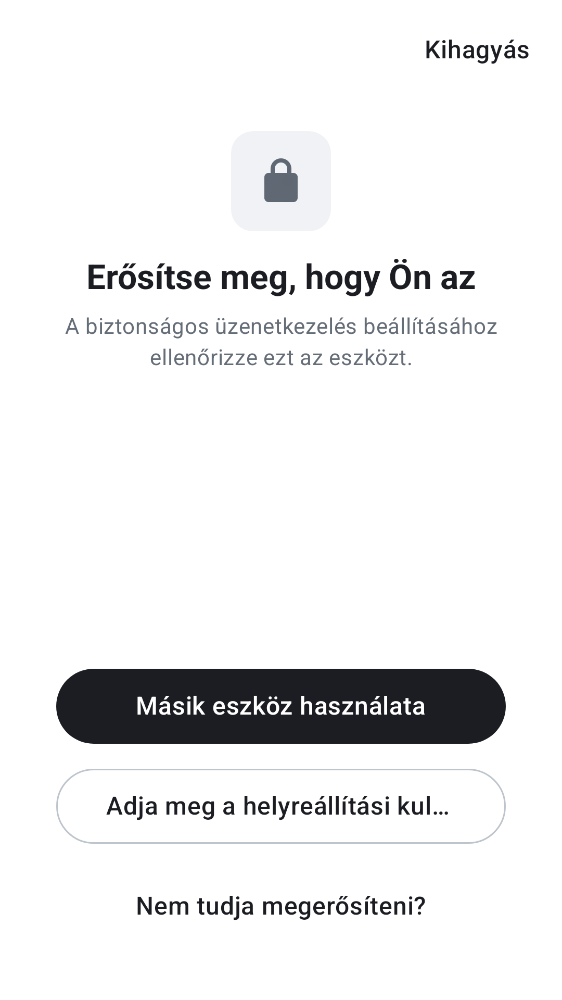 Kihagyás
Erősítse meg, hogy Ön az
A biztonságos üzenetkezelés beállításához
ellenőrizze ezt az eszközt.
Másik eszköz használata
Adja meg a helyreállítási kul…
Nem tudja megerősíteni?